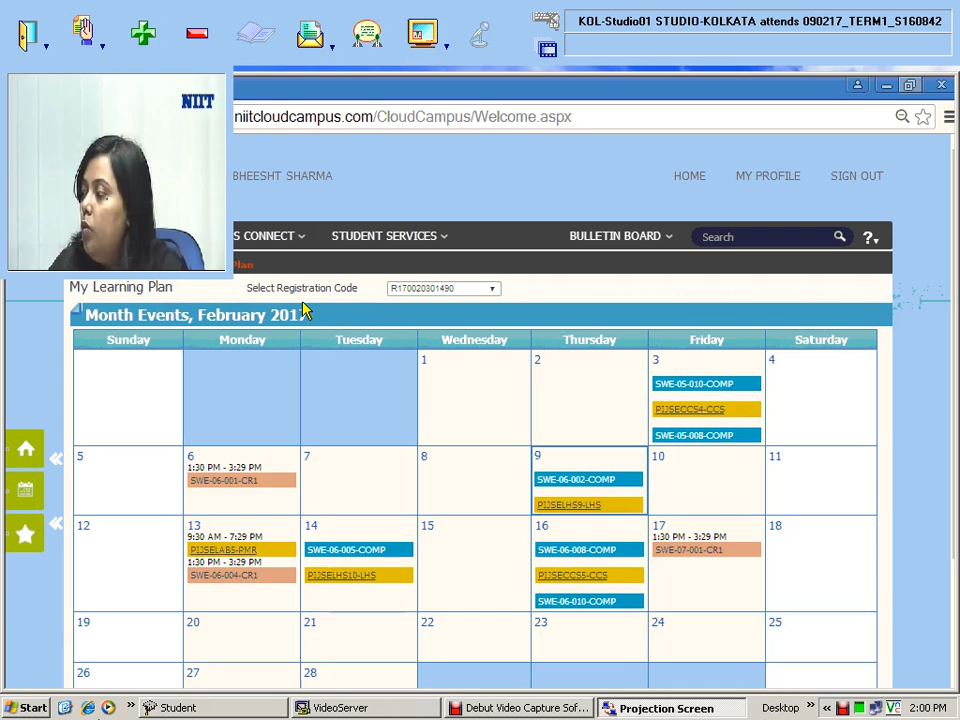 KOL-Studio01 STUDIO-KOLKATA attends 090217_TERM1_S160842
NIIT
niitcloudcampus.com/CloudCampus/Welcome.aspx
BHEESHT SHARMA
HOME
MY PROFILE
SIGN OUT
S CONNECT
STUDENT SERVICES
BULLETIN BOARD
Search
?
lan
My Learning Plan
Select Registration Code
R170020301490
Month Events, February 201
Sunday Monday Tuesday Wednesday Thursday Friday Saturday
1 2 3 4
SWE-05-010-COMP
PIJSECCS4-CCS
SWE-05-008-COMP
5 6 7 8 9 10 11
1:30 PM - 3:29 PM
SWE-06-001-CR1
SWE-06-002-COMP
PIJSELHS9-LHS
12 13 14 15 16 17 18
9:30 AM - 7:29 PM
PIJSELAB5-PMR
1:30 PM - 3:29 PM
SWE-06-004-CR1
SWE-06-005-COMP
PIJSELHS10-LHS
SWE-06-008-COMP
PIJSECCS5-CCS
SWE-06-010-COMP
1:30 PM - 3:29 PM
SWE-07-001-CR1
19 20 21 22 23 24 25
26 27 28
Start
Student
VideoServer
Debut Video Capture Sof...
Projection Screen
Desktop
2:00 PM